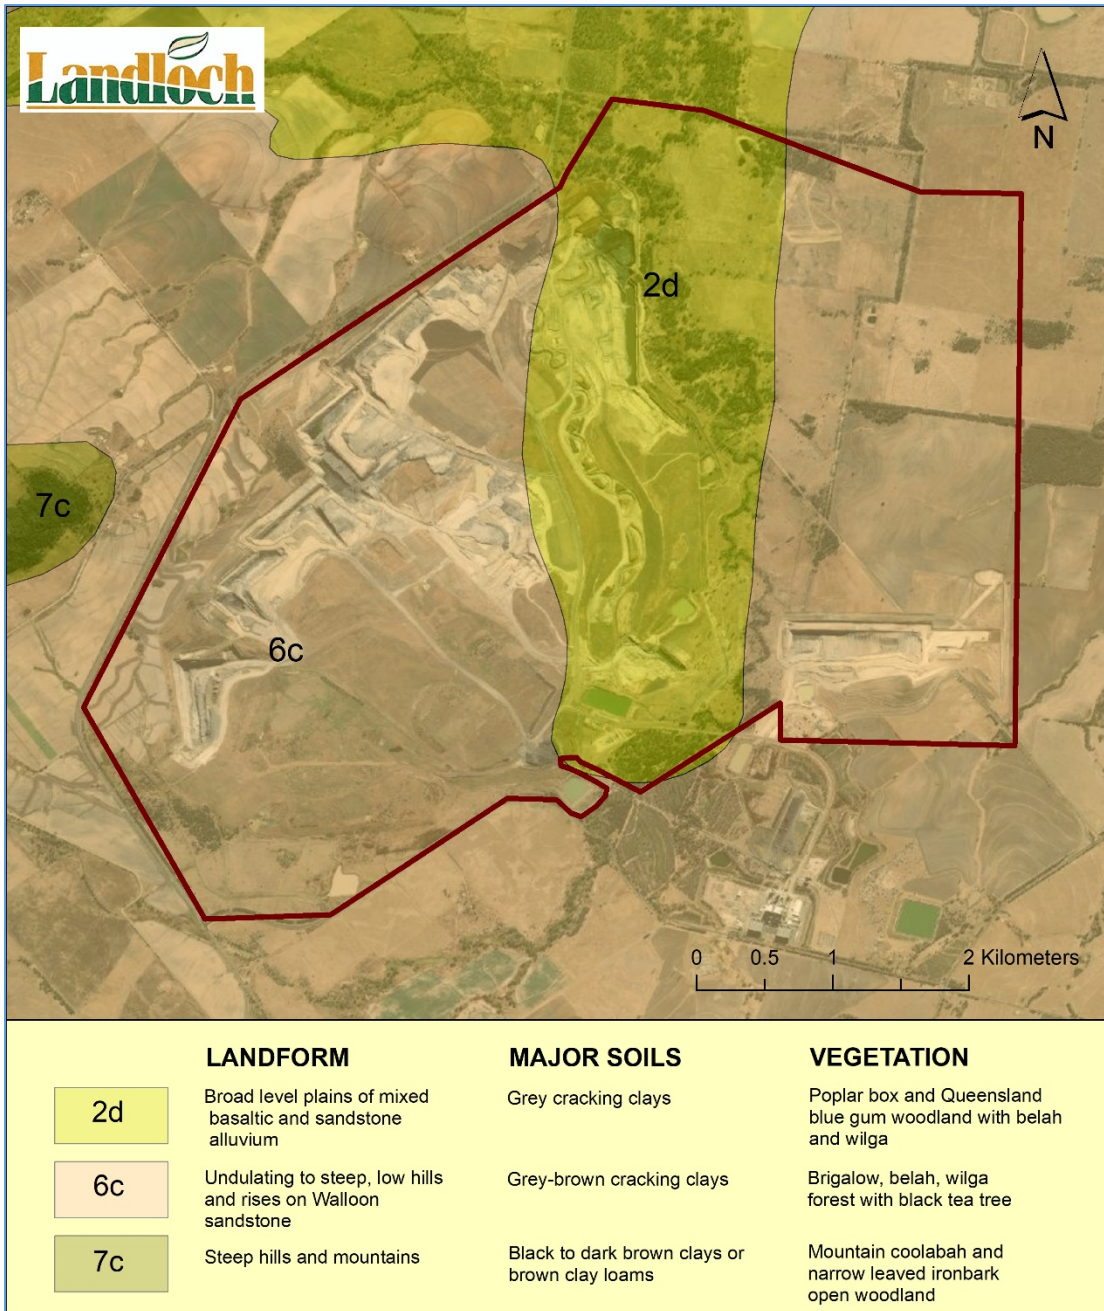 Landloch
N
2d
7c
6c
0 0.5 1 2 Kilometers
LANDFORM MAJOR SOILS VEGETATION
2d
Broad level plains of mixed
basaltic and sandstone
alluvium
Grey cracking clays
Poplar box and Queensland
blue gum woodland with belah
and wilga
6c
Undulating to steep, low hills
and rises on Walloon
sandstone
Grey-brown cracking clays
Brigalow, belah, wilga
forest with black tea tree
7c
Steep hills and mountains
Black to dark brown clays or
brown clay loams
Mountain coolabah and
narrow leaved ironbark
open woodland